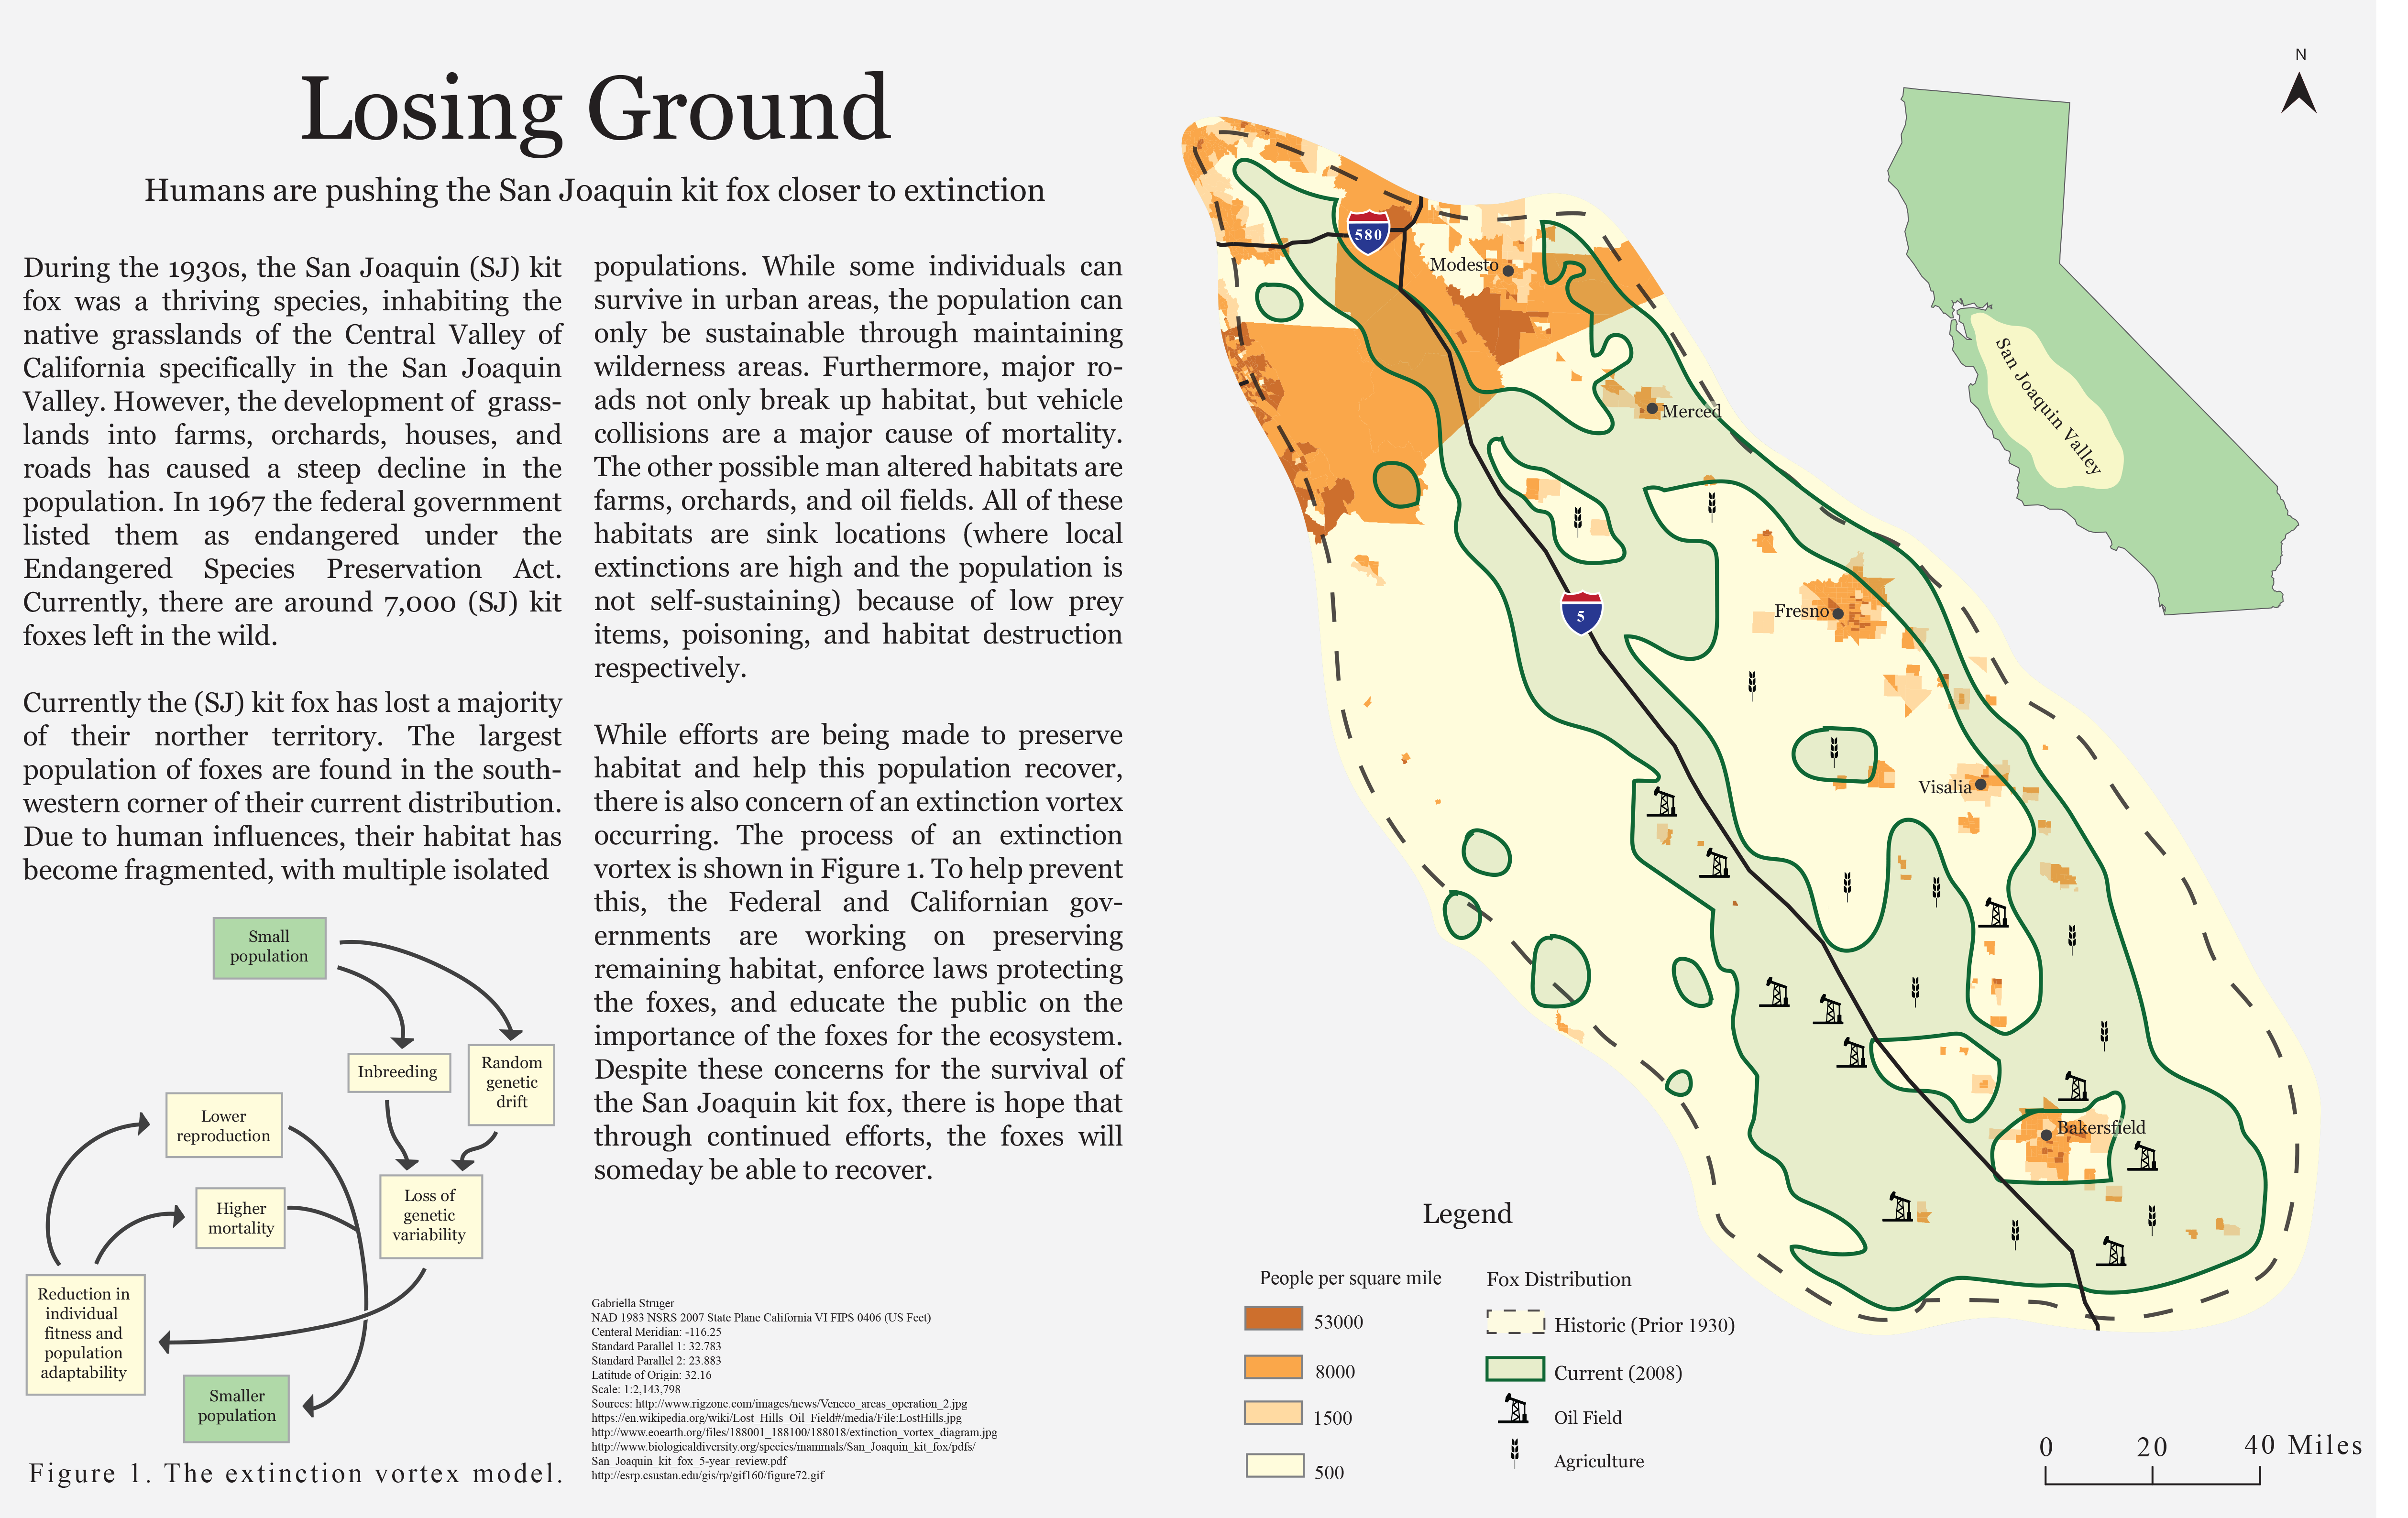 Losing Ground
Humans are pushing the San Joaquin kit fox closer to extinction
During the 1930s, the San Joaquin (SJ) kit
fox was a thriving species, inhabiting the
native grasslands of the Central Valley of
California specifically in the San Joaquin
Valley. However, the development of grass-
lands into farms, orchards, houses, and
roads has caused a steep decline in the
population. In 1967 the federal government
listed them as endangered under the
Endangered Species Preservation Act.
Currently, there are around 7,000 (SJ) kit
foxes left in the wild.
Currently the (SJ) kit fox has lost a majority
of their norther territory. The largest
population of foxes are found in the south-
western corner of their current distribution.
Due to human influences, their habitat has
become fragmented, with multiple isolated
populations. While some individuals can
survive in urban areas, the population can
only be sustainable through maintaining
wilderness areas. Furthermore, major ro-
ads not only break up habitat, but vehicle
collisions are a major cause of mortality.
The other possible man altered habitats are
farms, orchards, and oil fields. All of these
habitats are sink locations (where local
extinctions are high and the population is
not self-sustaining) because of low prey
items, poisoning, and habitat destruction
respectively.
While efforts are being made to preserve
habitat and help this population recover,
there is also concern of an extinction vortex
occurring. The process of an extinction
vortex is shown in Figure 1. To help prevent
this, the Federal and Californian gov-
ernments are working on preserving
remaining habitat, enforce laws protecting
the foxes, and educate the public on the
importance of the foxes for the ecosystem.
Despite these concerns for the survival of
the San Joaquin kit fox, there is hope that
through continued efforts, the foxes will
someday be able to recover.
Small
population
Inbreeding
Random
genetic
drift
Lower
reproduction
Higher
mortality
Loss of
genetic
variability
Reduction in
individual
fitness and
population
adaptability
Smaller
population
Figure 1. The extinction vortex model.
Gabriella Struger
NAD 1983 NSRS 2007 State Plane California VI FIPS 0406 (US Feet)
Centeral Meridian: -116.25
Standard Parallel 1: 32.783
Standard Parallel 2: 23.883
Latitude of Origin: 32.16
Scale: 1:2,143,798
Sources: http://www.rigzone.com/images/news/Veneco_areas_operation_2.jpg
https://en.wikipedia.org/wiki/Lost_Hills_Oil_Field#/media/File:LostHills.jpg
http://www.eoearth.org/files/188001_188100/188018/extinction_vortex_diagram.jpg
http://www.biologicaldiversity.org/species/mammals/San_Joaquin_kit_fox/pdfs/
San_Joaquin_kit_fox_5-year_review.pdf
http://esrp.csustan.edu/gis/rp/gif160/figure72.gif
N
San Joaquin Valley
580
Modesto
Merced
5
Fresno
Visalia
Bakersfield
Legend
People per square mile
53000
8000
1500
500
Fox Distribution
Historic (Prior 1930)
Current (2008)
Oil Field
Agriculture
0 20 40 Miles